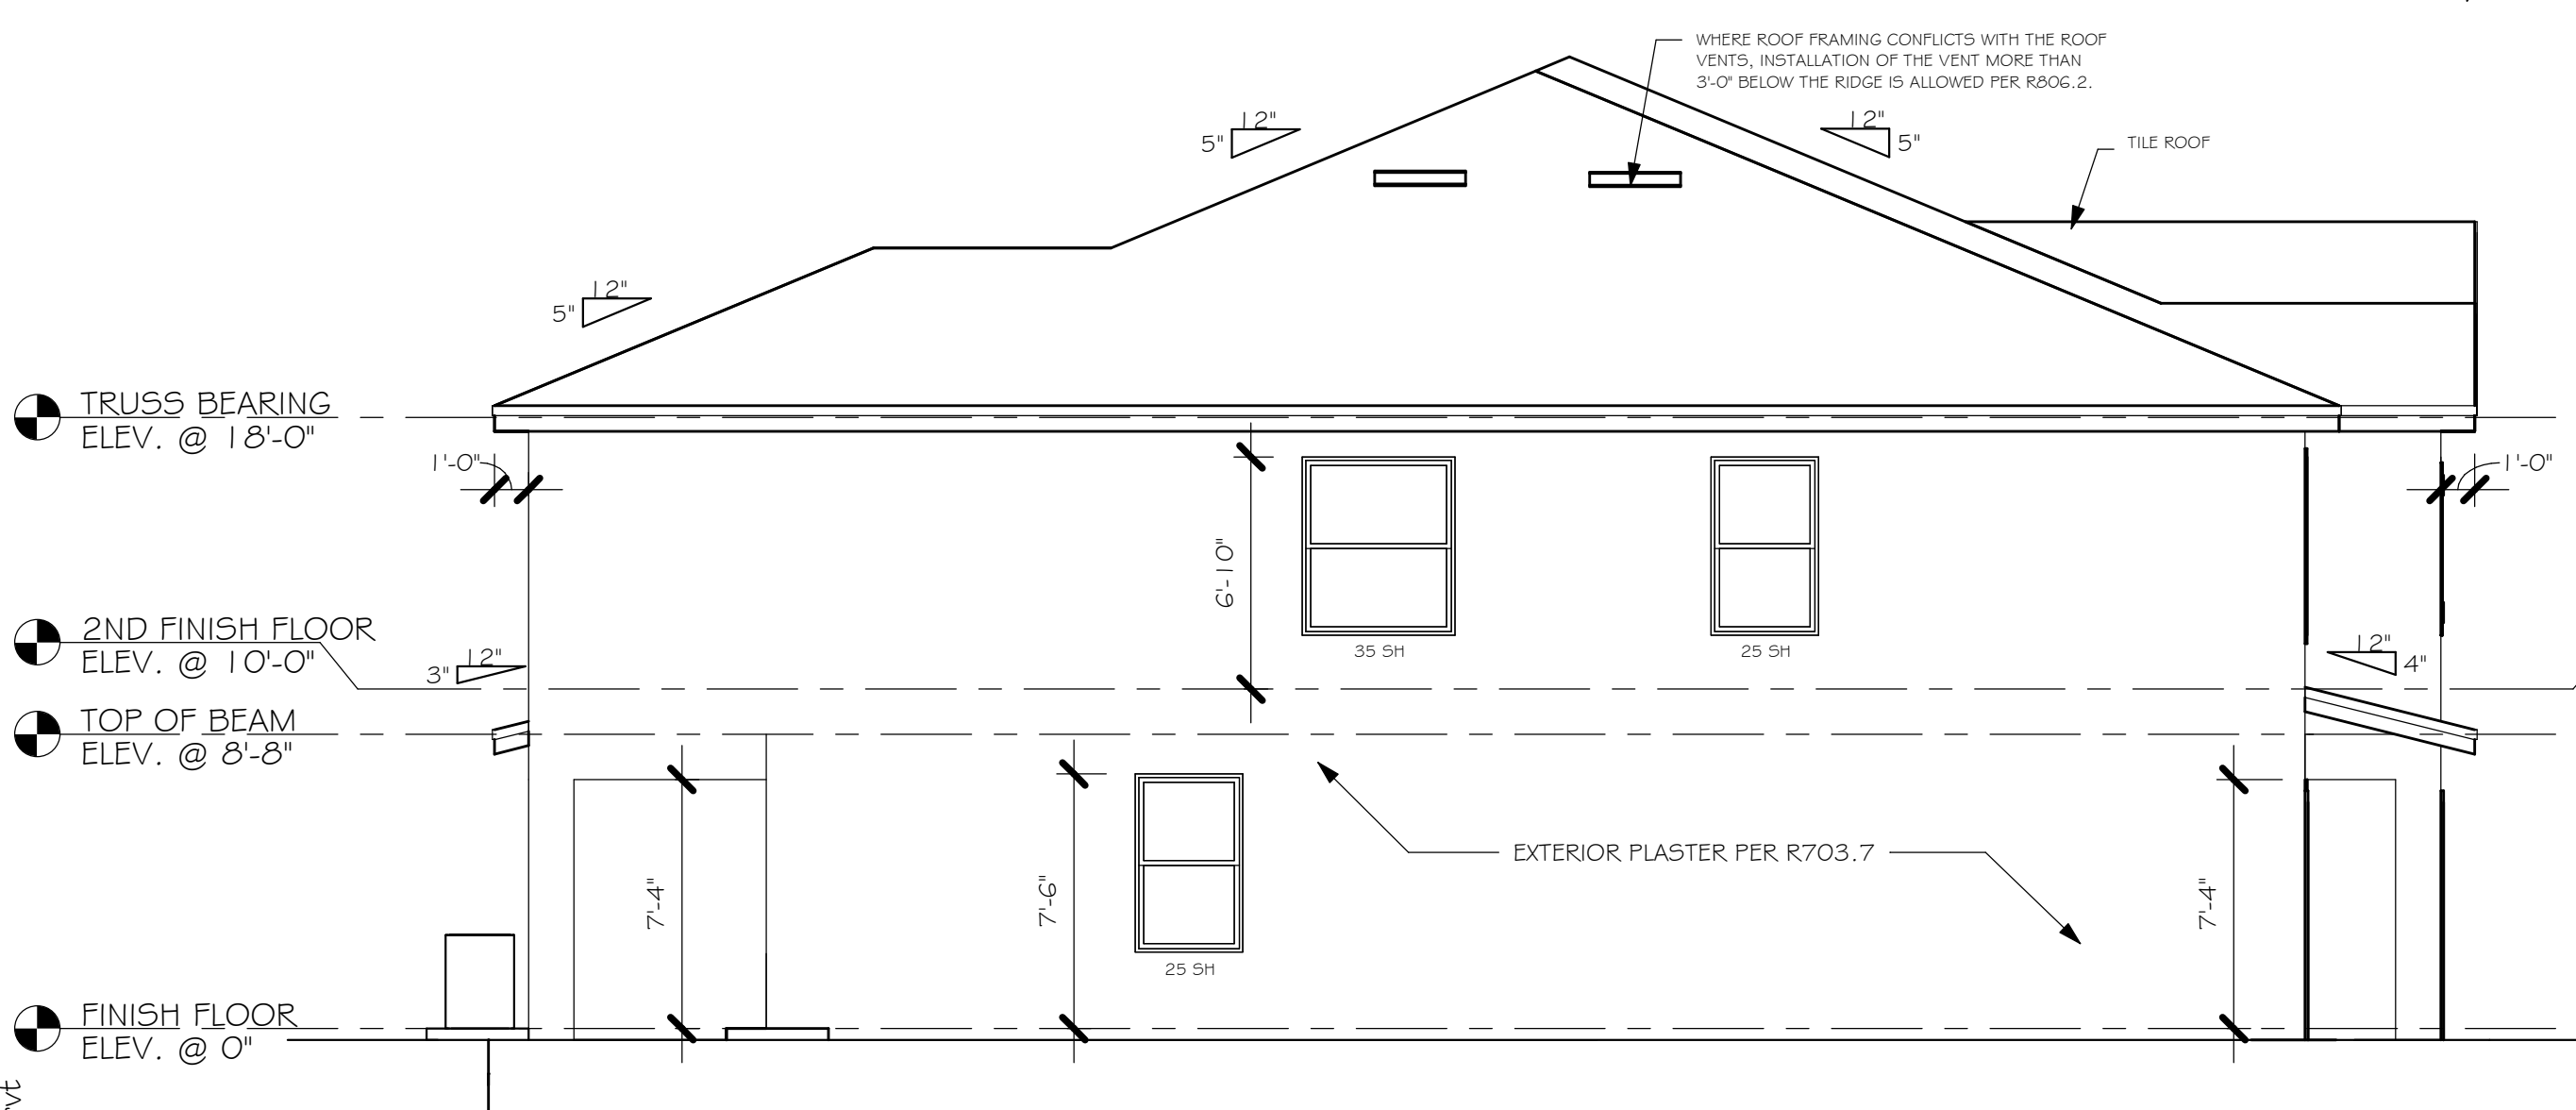 WHERE ROOF FRAMING CONFLICTS WITH THE ROOF
VENTS, INSTALLATION OF THE VENT MORE THAN
3'-0" BELOW THE RIDGE IS ALLOWED PER R806.2.
12"
5"
12"
5"
TILE ROOF
12"
5"
TRUSS BEARING
ELEV. @ 18'-0"
1'-0"
1'-0"
6'-10"
2ND FINISH FLOOR
ELEV. @ 10'-0"
35 SH
25 SH
12"
3"
12"
4"
TOP OF BEAM
ELEV. @ 8'-8"
EXTERIOR PLASTER PER R703.7
7'-4"
7'-6"
7'-4"
25 SH
FINISH FLOOR
ELEV. @ 0"